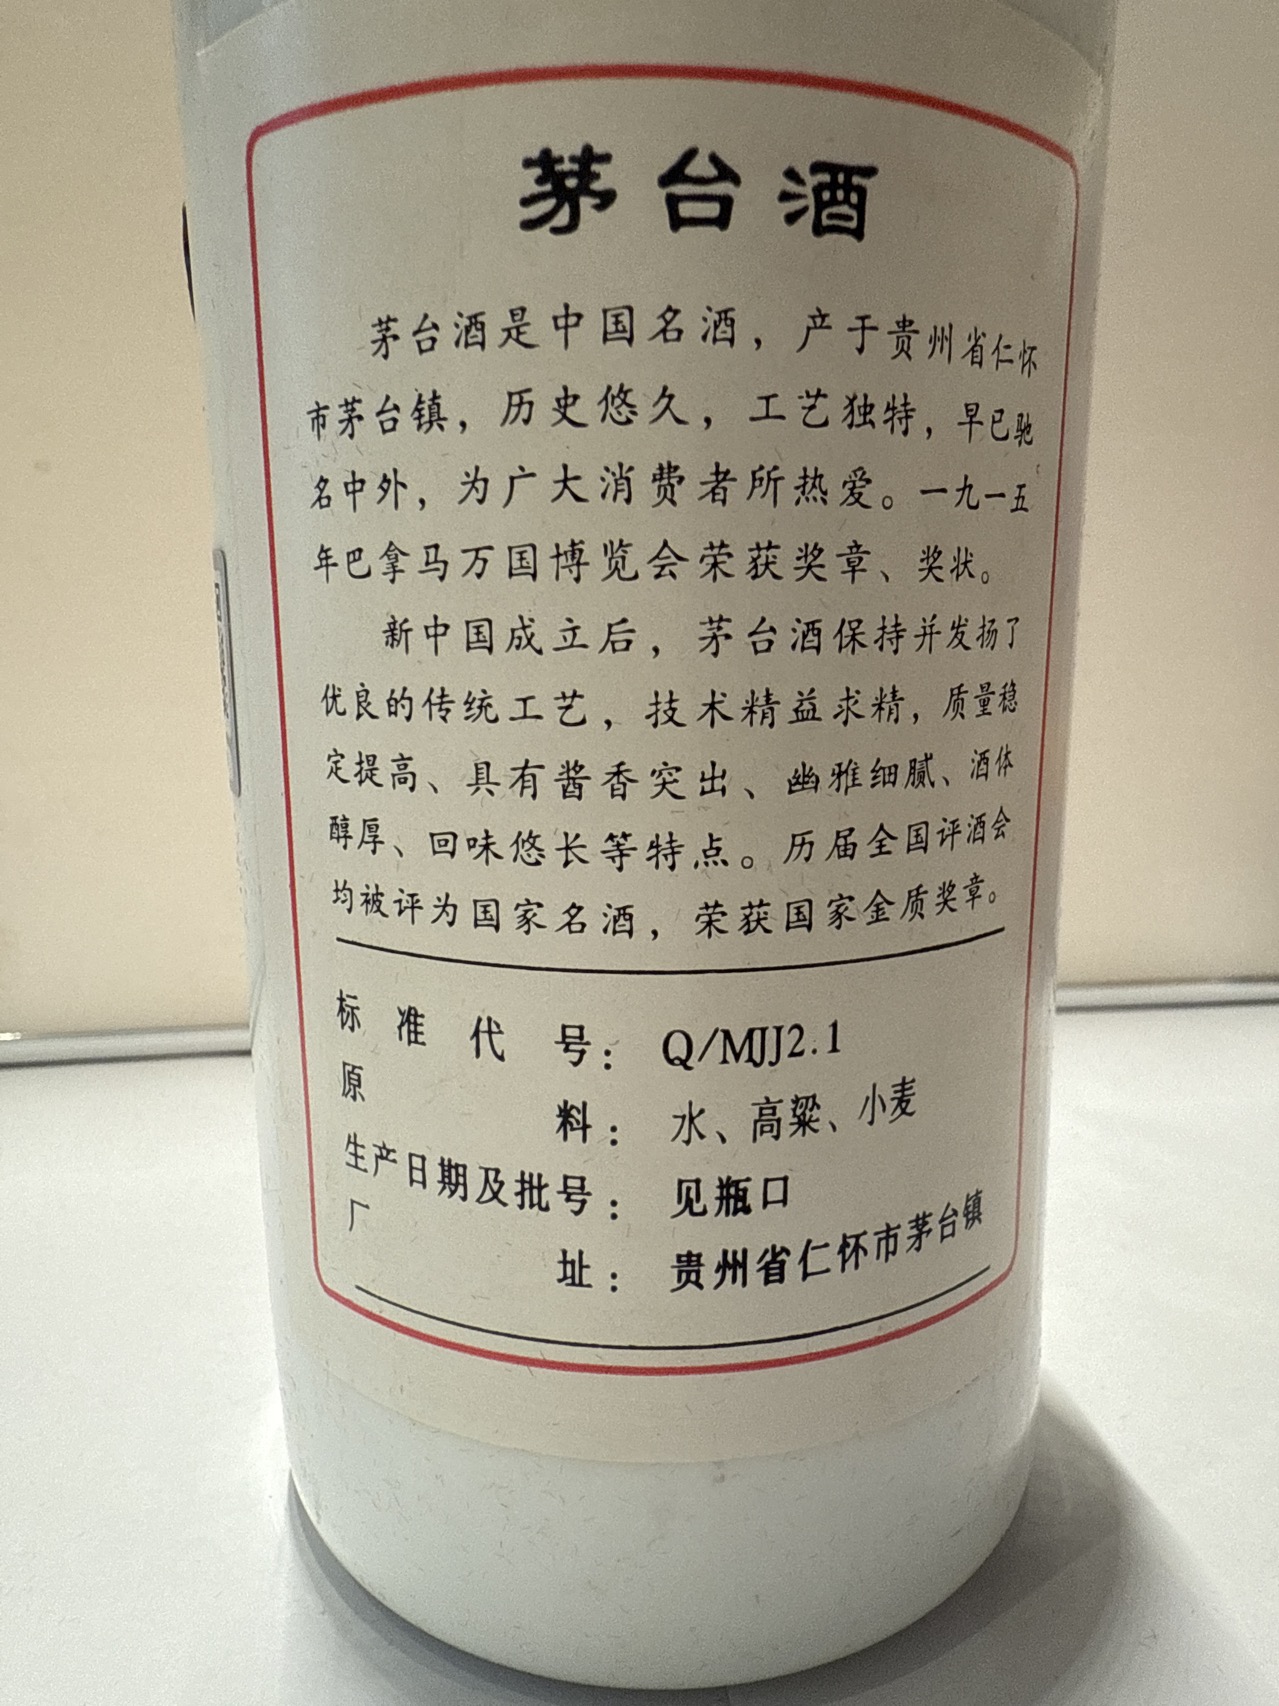 茅台酒
茅台酒是中国名酒，产于贵州省仁怀
市茅台镇，历史悠久，工艺独特，早已驰
名中外，为广大消费者所热爱。一九一五
年巴拿马万国博览会荣获奖章、奖状。
新中国成立后，茅台酒保持并发扬了
优良的传统工艺，技术精益求精，质量稳
定提高、具有酱香突出、幽雅细腻、酒体
醇厚、回味悠长等特点。历届全国评酒会
均被评为国家名酒，荣获国家金质奖章。
标准代号：Q/MJJ2.1
原料：水、高粱、小麦
生产日期及批号：见瓶口
厂址：贵州省仁怀市茅台镇